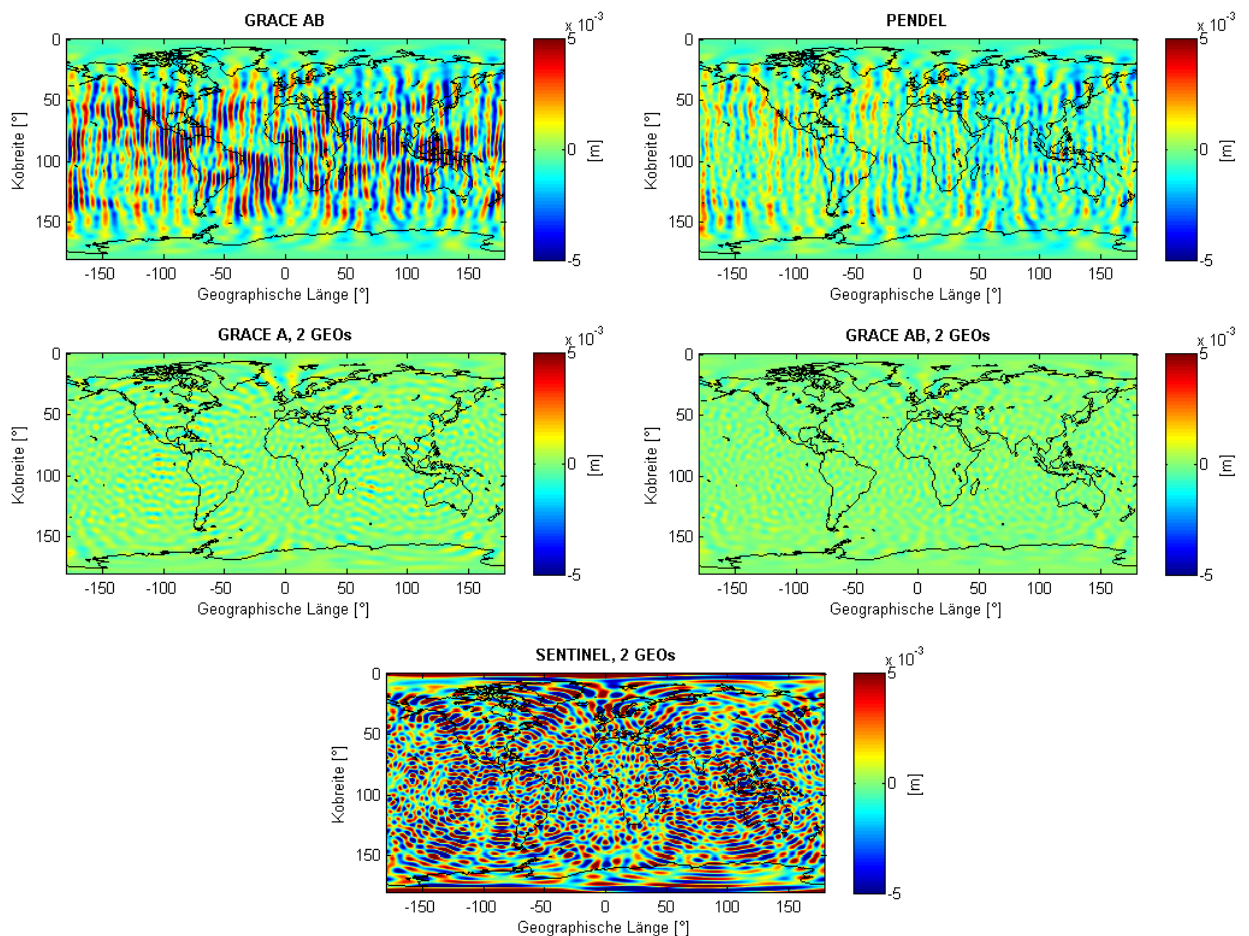 GRACE AB
x 10-3
0
50
100
150
Kobreite [°]
-150 -100 -50 0 50 100 150
Geographische Länge [°]
5
0
-5
[m]
PENDEL
x 10-3
0
50
100
150
Kobreite [°]
-150 -100 -50 0 50 100 150
Geographische Länge [°]
5
0
-5
[m]
GRACE A, 2 GEOs
x 10-3
0
50
100
150
Kobreite [°]
-150 -100 -50 0 50 100 150
Geographische Länge [°]
5
0
-5
[m]
GRACE AB, 2 GEOs
x 10-3
0
50
100
150
Kobreite [°]
-150 -100 -50 0 50 100 150
Geographische Länge [°]
5
0
-5
[m]
SENTINEL, 2 GEOs
x 10-3
0
50
100
150
Kobreite [°]
-150 -100 -50 0 50 100 150
Geographische Länge [°]
5
0
-5
[m]